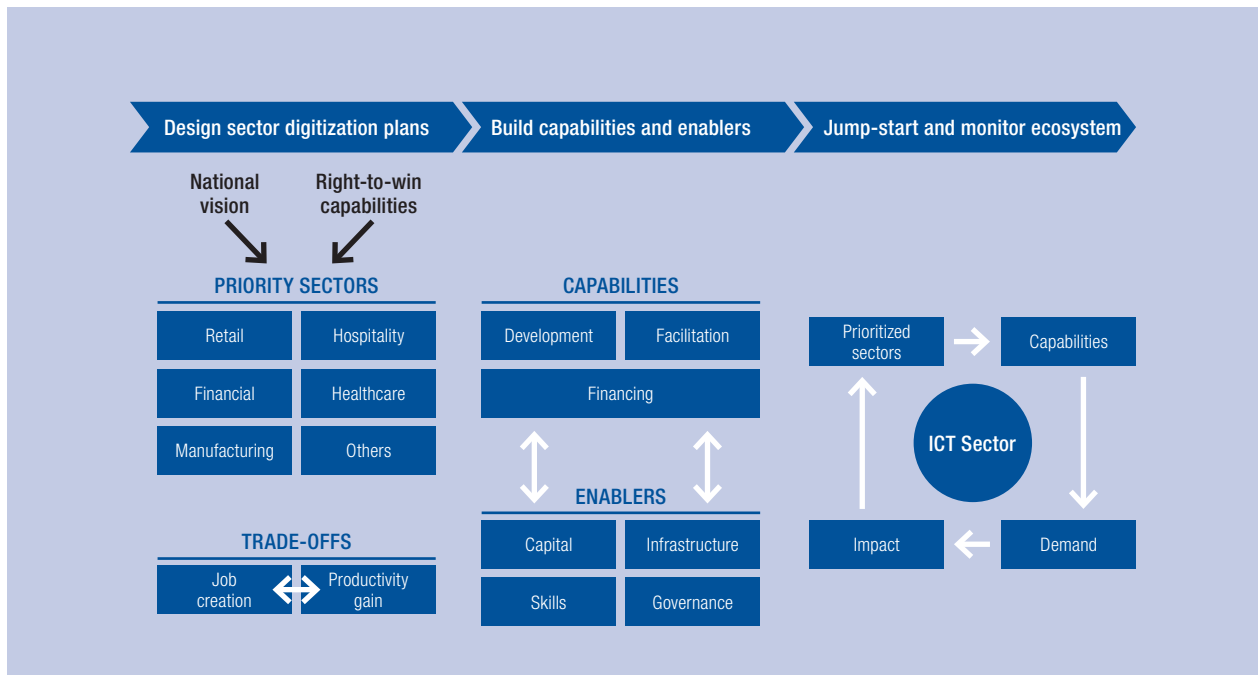 Design sector digitization plans
Build capabilities and enablers
Jump-start and monitor ecosystem
National
vision
Right-to-win
capabilities
PRIORITY SECTORS
Retail
Hospitality
Financial
Healthcare
Manufacturing
Others
TRADE-OFFS
Job
creation
Productivity
gain
CAPABILITIES
Development
Facilitation
Financing
ENABLERS
Capital
Infrastructure
Skills
Governance
Prioritized
sectors
Capabilities
ICT Sector
Impact
Demand